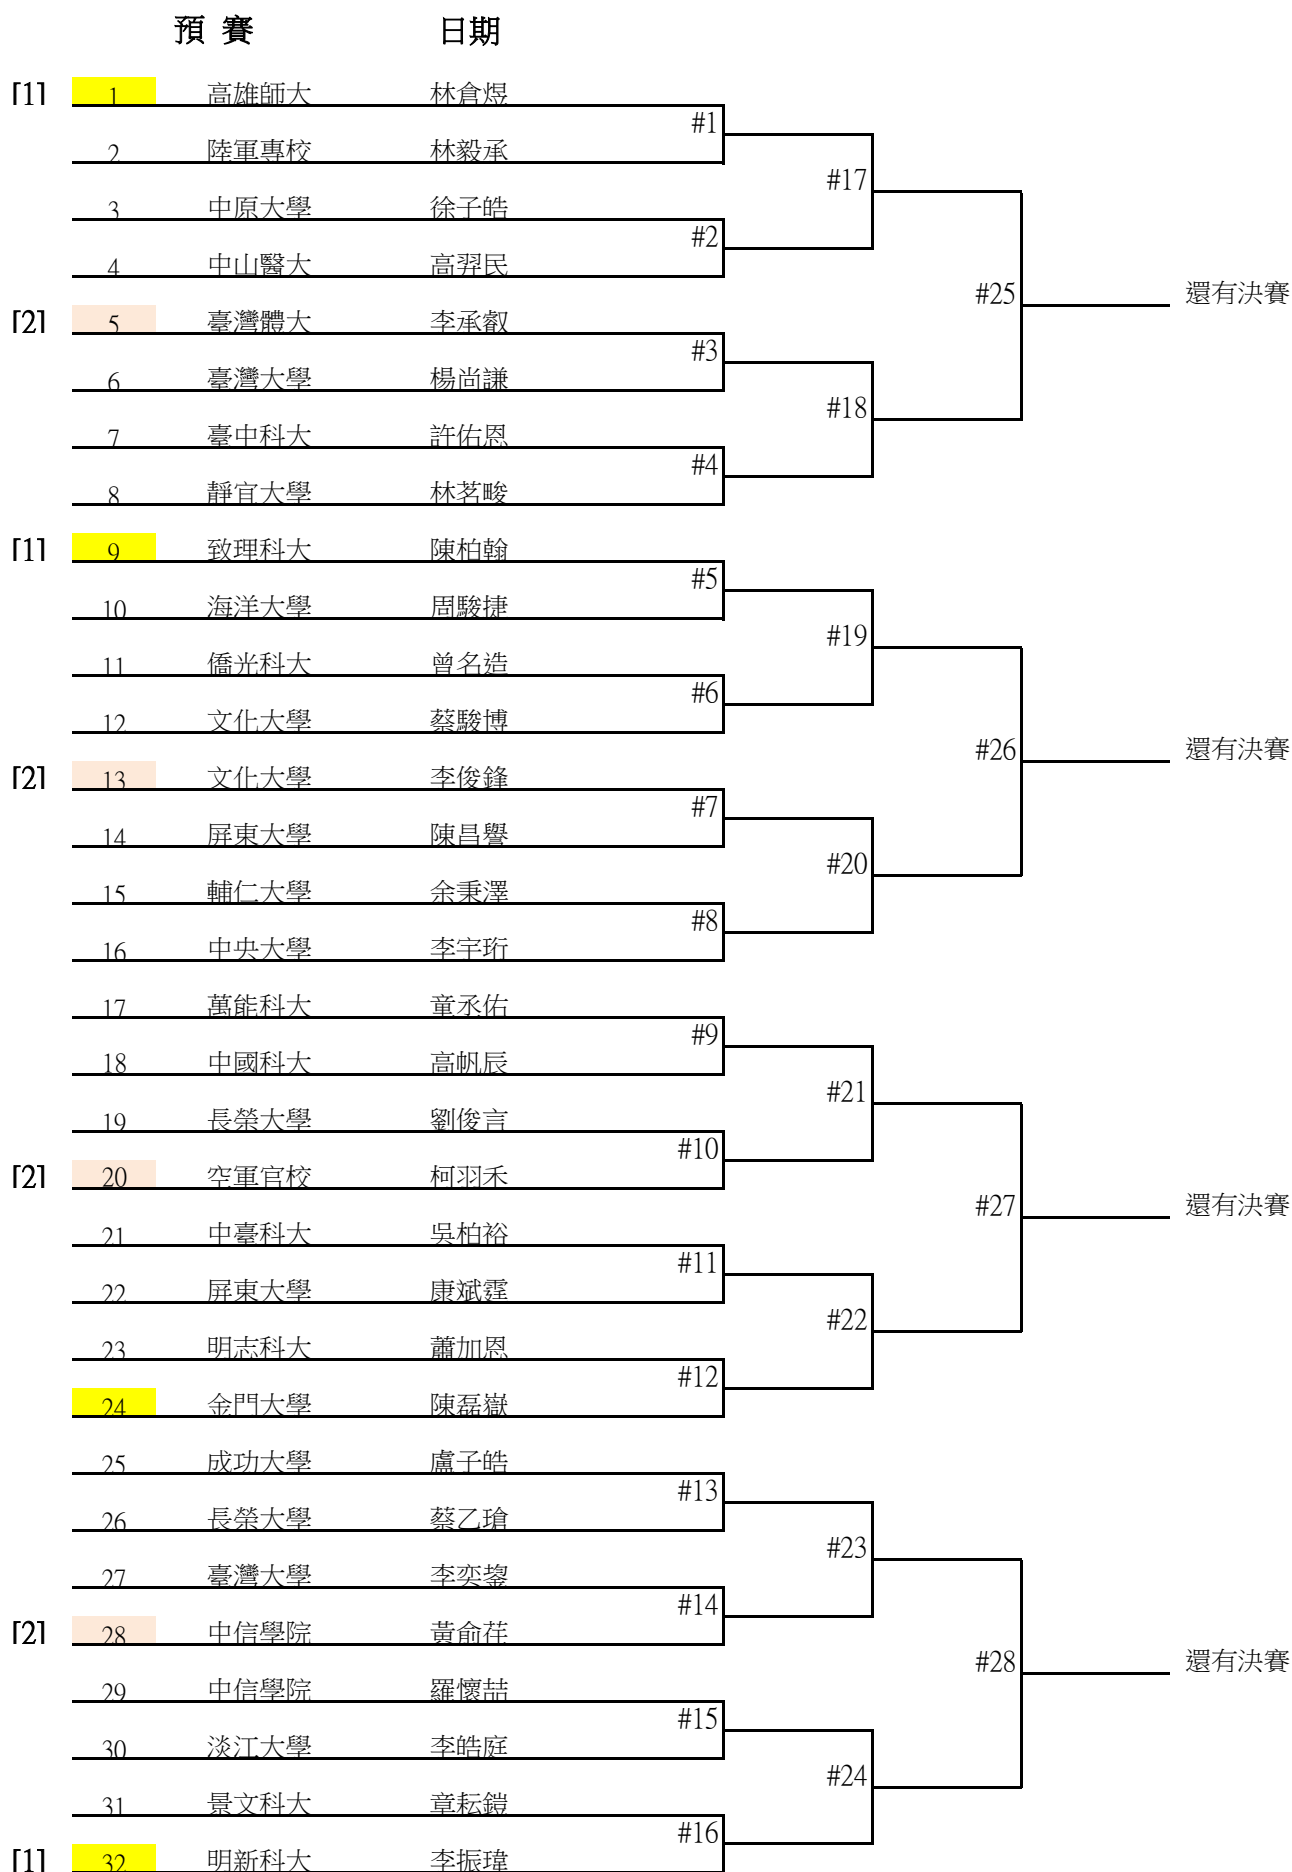 預 賽 日期
[1] 1 高雄師大 林倉煜
#1
2 陸軍專校 林毅承
#17
3 中原大學 徐子皓
#2
4 中山醫大 高羿民
#25 還有決賽
[2] 5 臺灣體大 李承叡
#3
6 臺灣大學 楊尚謙
#18
7 臺中科大 許佑恩
#4
8 靜宜大學 林茗畯
[1] 9 致理科大 陳柏翰
#5
10 海洋大學 周駿捷
#19
11 僑光科大 曾名造
#6
12 文化大學 蔡駿博
#26 還有決賽
[2] 13 文化大學 李俊鋒
#7
14 屏東大學 陳昌譽
#20
15 輔仁大學 余秉澤
#8
16 中央大學 李宇珩
17 萬能科大 童丞佑
#9
18 中國科大 高帆辰
#21
19 長榮大學 劉俊言
#10
[2] 20 空軍官校 柯羽禾
#27 還有決賽
21 中臺科大 吳柏裕
#11
22 屏東大學 康斌霆
#22
23 明志科大 蕭加恩
#12
24 金門大學 陳磊嶽
25 成功大學 盧子皓
#13
26 長榮大學 蔡乙瑲
#23
27 臺灣大學 李奕鋆
#14
[2] 28 中信學院 黃俞荏
#28 還有決賽
29 中信學院 羅懷喆
#15
30 淡江大學 李皓庭
#24
31 景文科大 章耘鎧
#16
[1] 32 明新科大 李振瑋